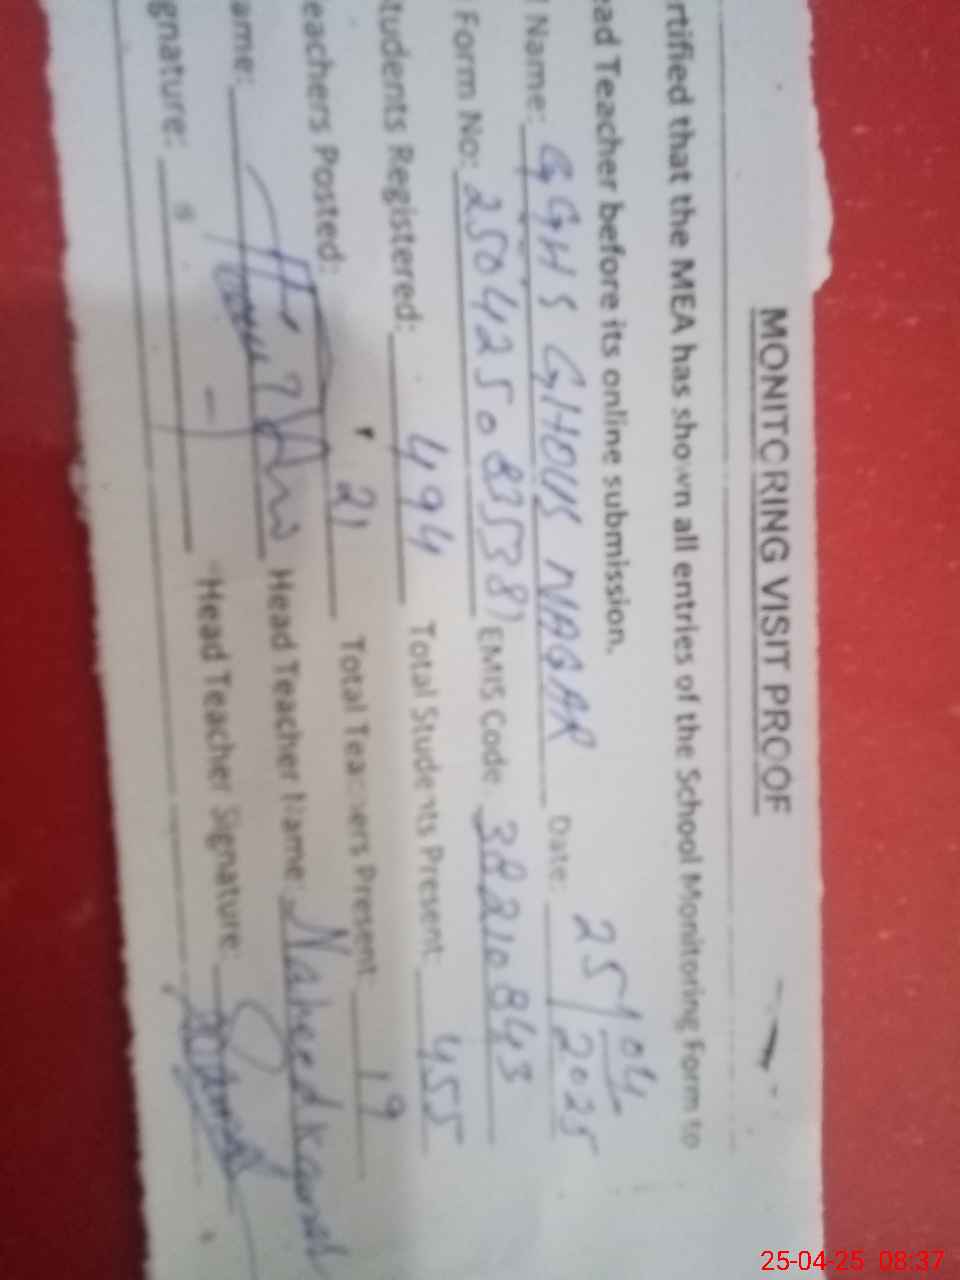 MONITORING VISIT PROOF
rtified that the MEA has shown all entries of the School Monitoring Form to
ead Teacher before its online submission.
l Name: GGHS GHOUS NAGAR Date: 25/04/2025
Form No: EMIS Code: 38210843
tudents Registered: 494 Total Students Present: 455
eachers Posted: 21 Total Teachers Present: 19
ame: Head Teacher Name: Naheed Kausar
gnature: Head Teacher Signature:
25-04-25 08:37